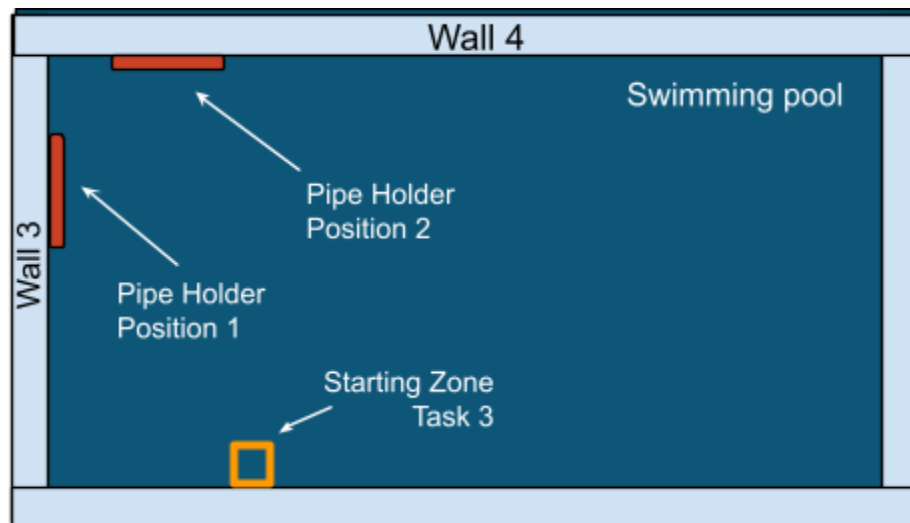 Wall 4
Swimming pool
Pipe Holder
Position 2
Wall 3
Pipe Holder
Position 1
Starting Zone
Task 3